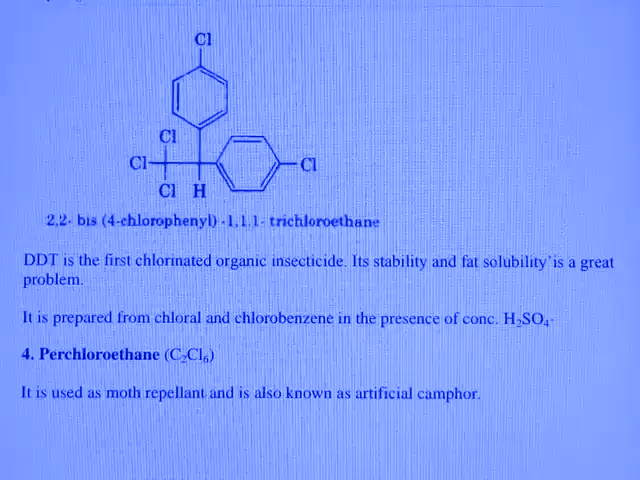 Cl
Cl
Cl
Cl
Cl H
2,2- bis (4-chlorophenyl) -1,1,1- trichloroethane
DDT is the first chlorinated organic insecticide. Its stability and fat solubility is a great
problem.
It is prepared from chloral and chlorobenzene in the presence of conc. H₂SO₄.
4. Perchloroethane (C₂Cl₆)
It is used as moth repellant and is also known as artificial camphor.